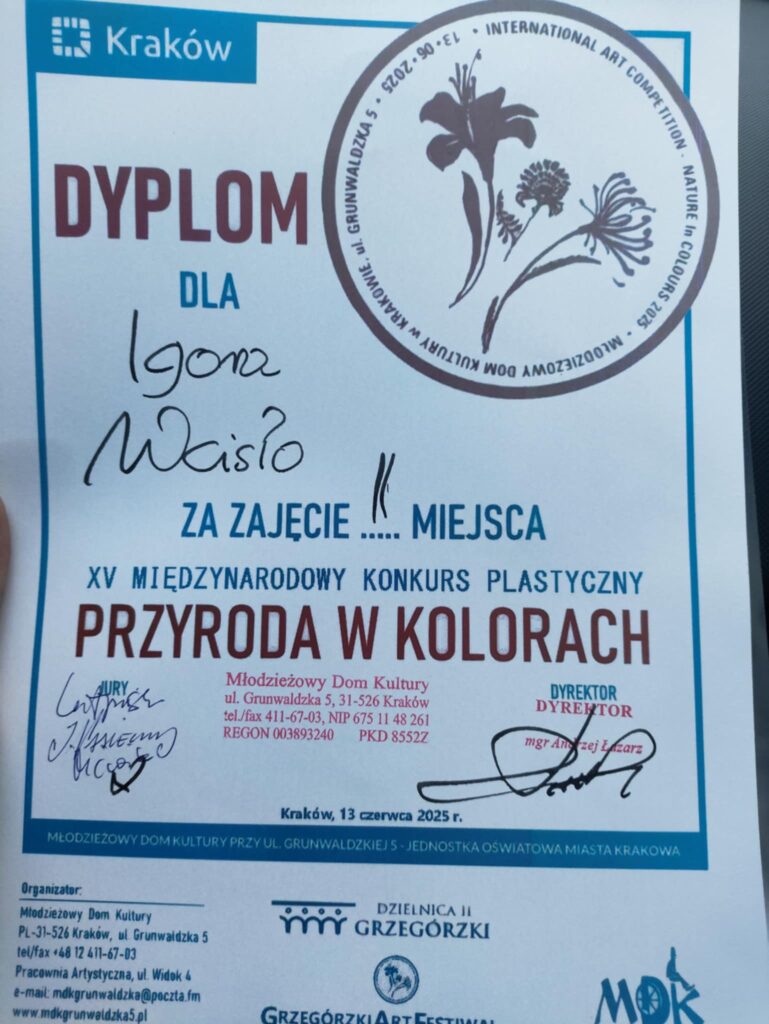 Kraków
13·06·2025 · INTERNATIONAL ART COMPETITION · NATURE In COLOURS 2025 · MŁODZIEŻOWY DOM KULTURY w KRAKOWIE, ul. GRUNWALDZKA 5 ·
DYPLOM
DLA
Igora
Wcisło
ZA ZAJĘCIE ..II... MIEJSCA
XV MIĘDZYNARODOWY KONKURS PLASTYCZNY
PRZYRODA W KOLORACH
JURY
Młodzieżowy Dom Kultury
ul. Grunwaldzka 5, 31-526 Kraków
tel./fax 411-67-03, NIP 675 11 48 261
REGON 003893240 PKD 8552Z
DYREKTOR
DYREKTOR
mgr Andrzej Łazarz
Kraków, 13 czerwca 2025 r.
MŁODZIEŻOWY DOM KULTURY PRZY UL. GRUNWALDZKIEJ 5 - JEDNOSTKA OŚWIATOWA MIASTA KRAKOWA
Organizator:
Młodzieżowy Dom Kultury
PL-31-526 Kraków, ul. Grunwaldzka 5
tel/fax +48 12 411-67-03
Pracownia Artystyczna, ul. Widok 4
e-mail: mdkgrunwaldzka@poczta.fm
www.mdkgrunwaldzka5.pl
DZIELNICA II
GRZEGÓRZKI
GRZEGÓRZKIARTFESTIWAL
MDK